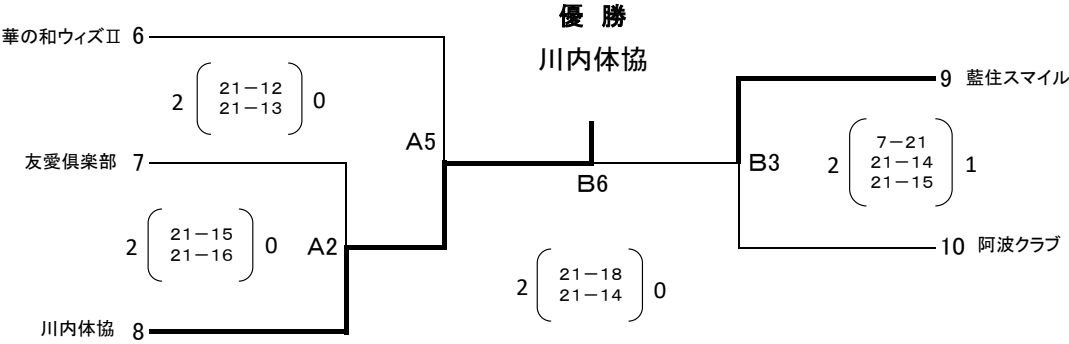 優 勝
川内体協
華の和ウィズⅡ 6
2 21－12 0
21－13
A5
友愛倶楽部 7
2 21－15 0
21－16
A2
川内体協 8
B6
2 21－18 0
21－14
9 藍住スマイル
B3
7－21
2 21－14 1
21－15
10 阿波クラブ